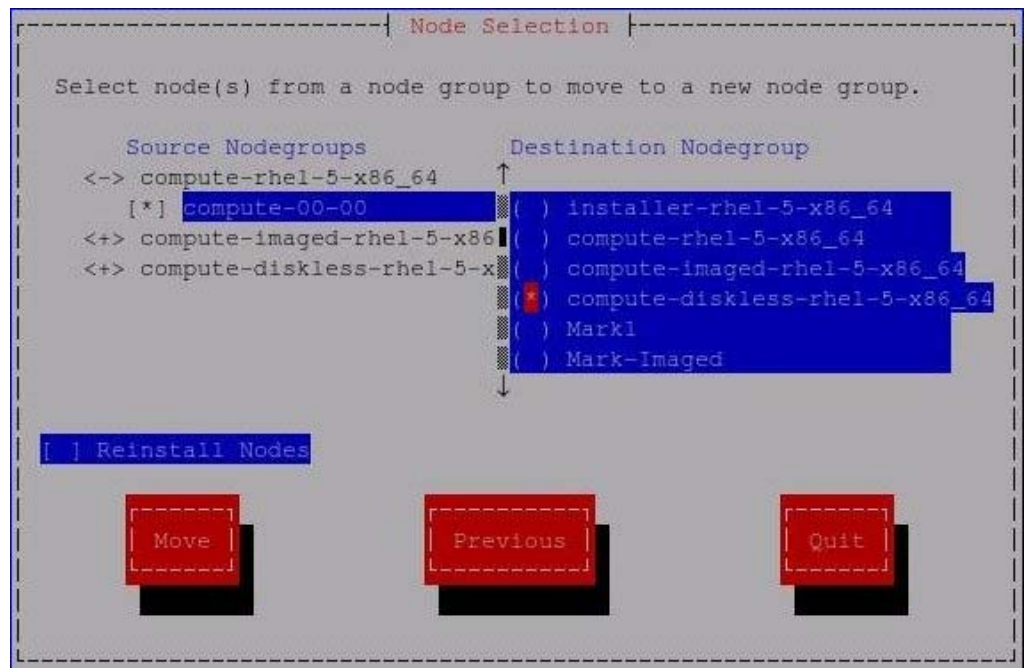 Node Selection
Select node(s) from a node group to move to a new node group.
Source Nodegroups Destination Nodegroup
<-> compute-rhel-5-x86_64 ↑
[*] compute-00-00 ( ) installer-rhel-5-x86_64
<+> compute-imaged-rhel-5-x86 ( ) compute-rhel-5-x86_64
<+> compute-diskless-rhel-5-x ( ) compute-imaged-rhel-5-x86_64
(*) compute-diskless-rhel-5-x86_64
( ) Mark1
( ) Mark-Imaged
↓
[ ] Reinstall Nodes
Move Previous Quit